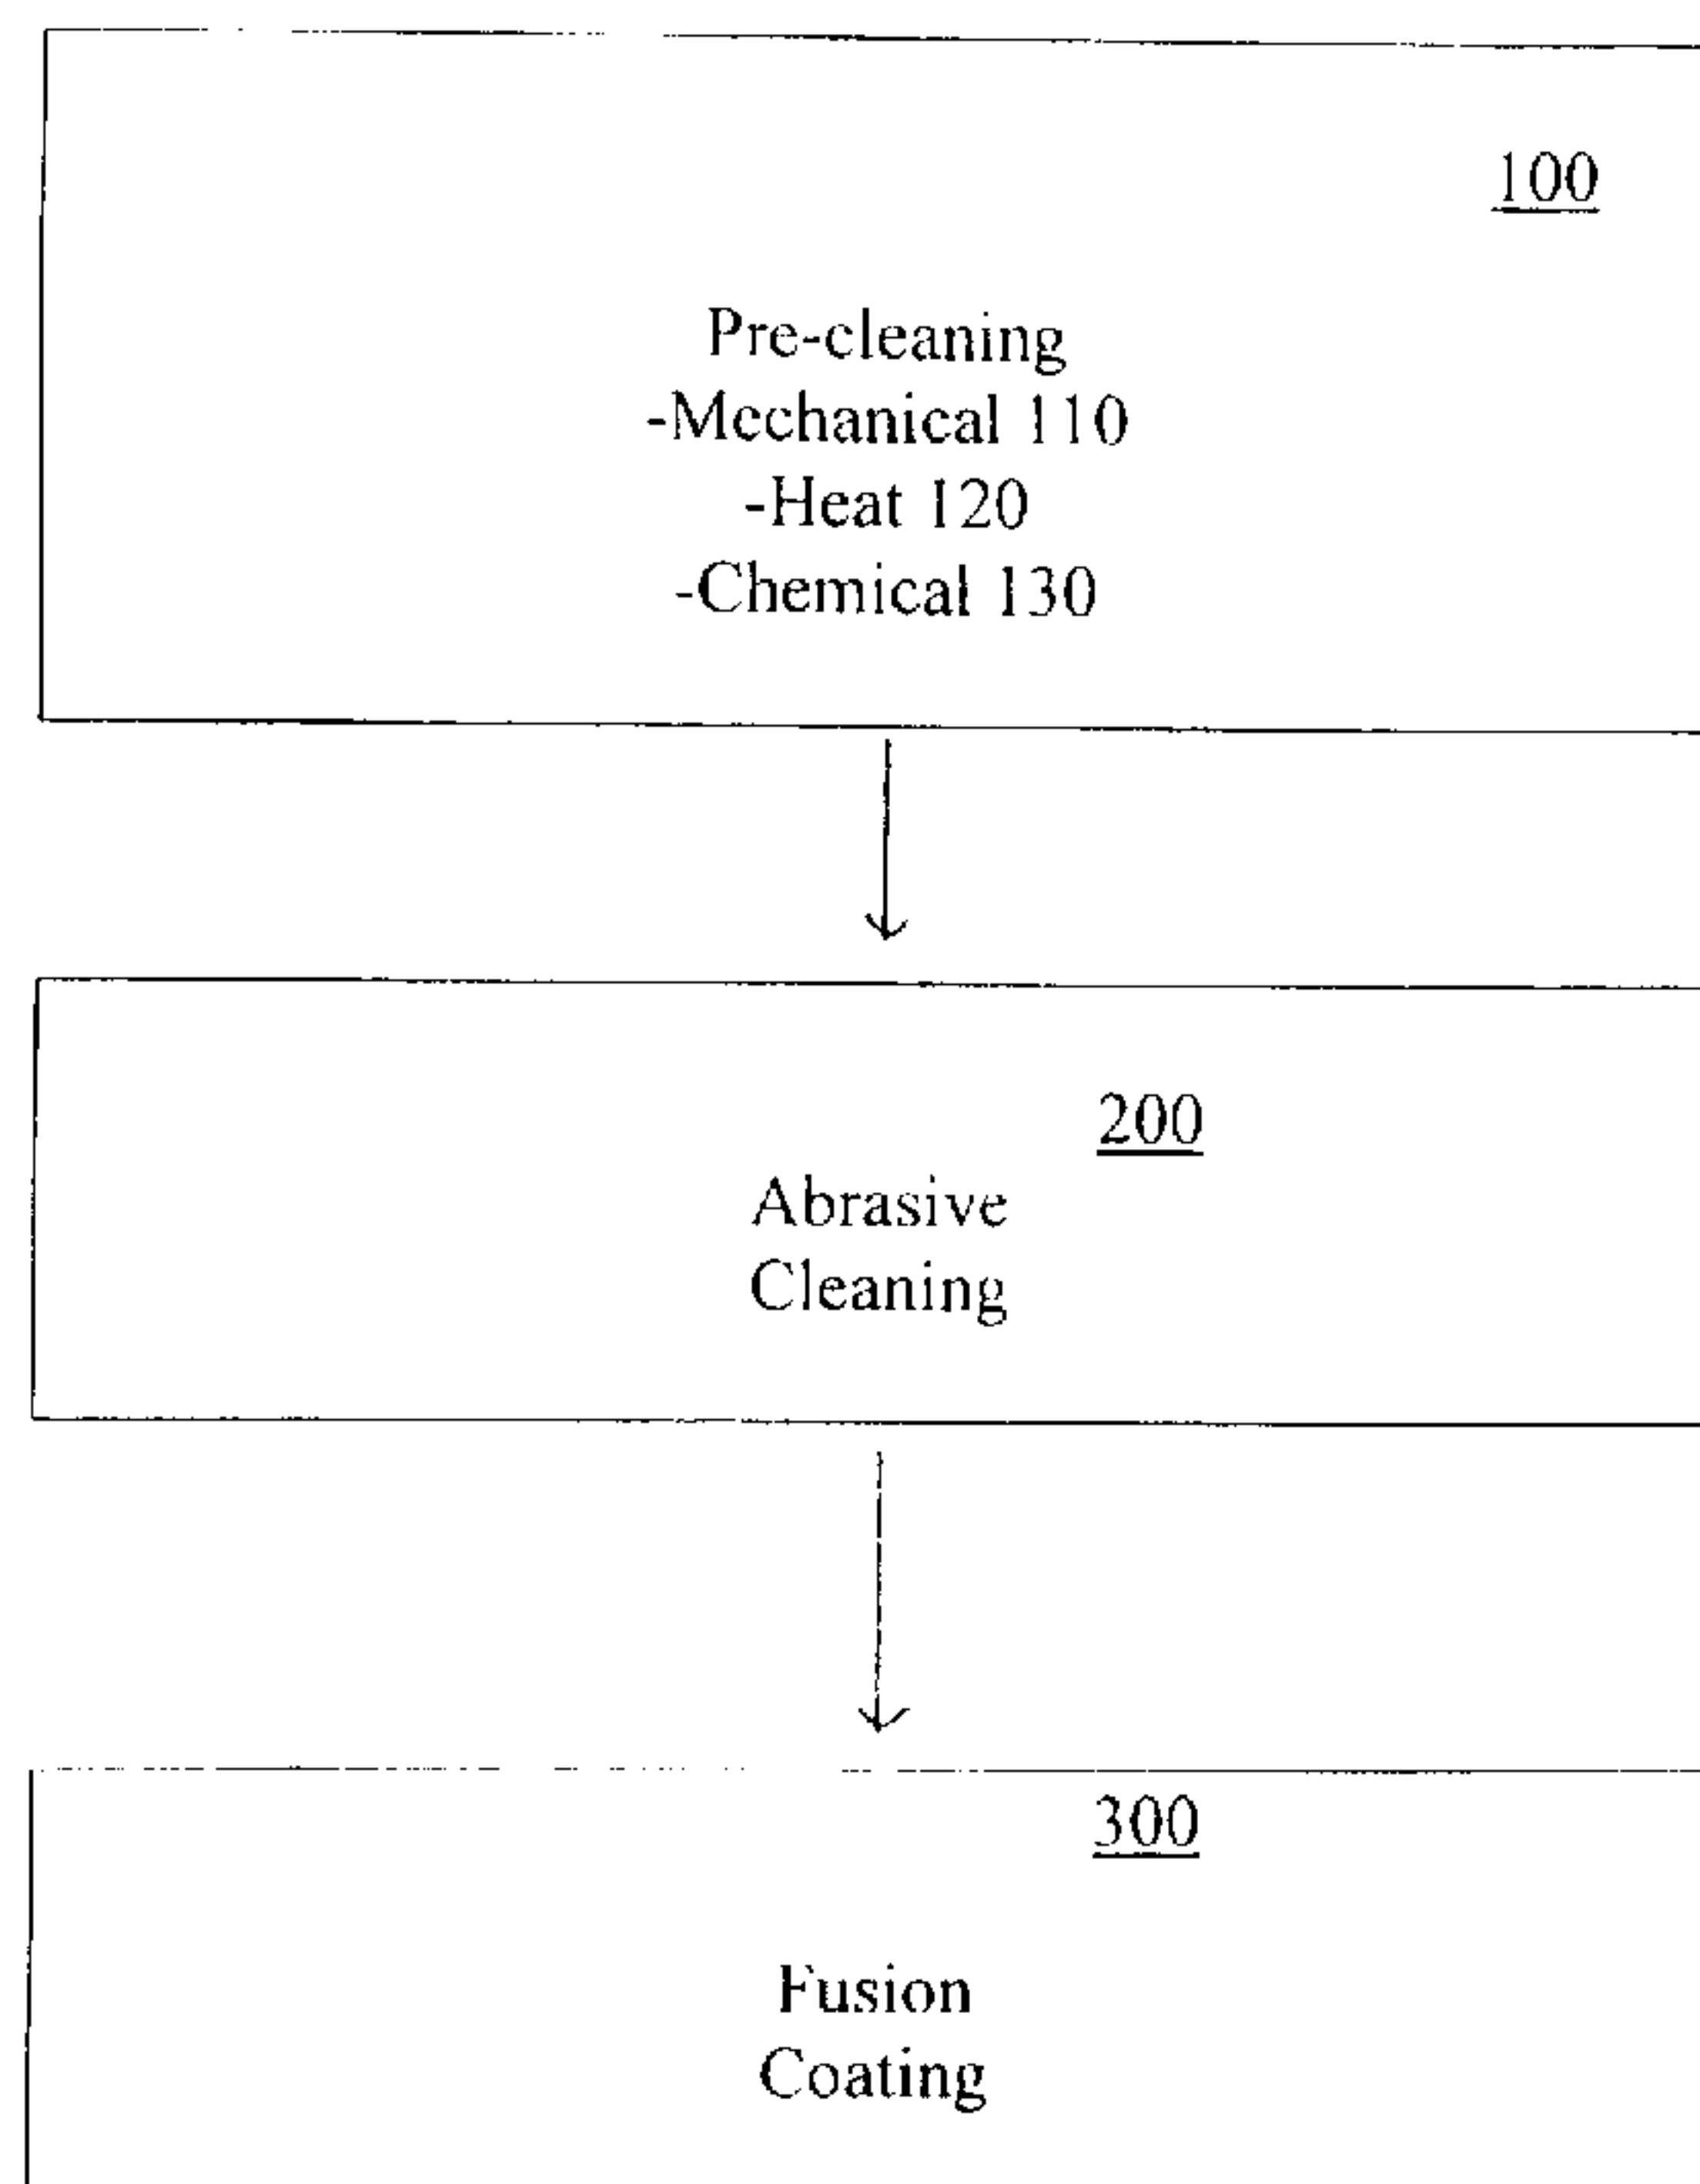 100
Pre-cleaning
-Mechanical 110
-Heat 120
-Chemical 130
200
Abrasive
Cleaning
300
Fusion
Coating